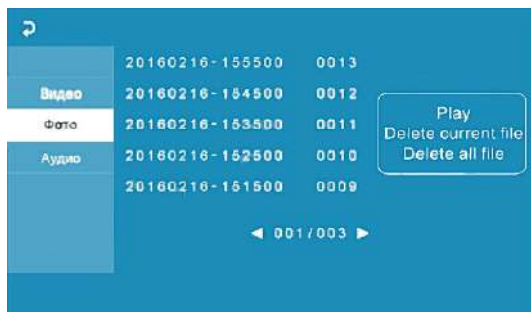 20160216-155500 0013
Видео 20160216-154500 0012
Фото 20160216-153500 0011
Аудио 20160216-152500 0010
20160216-151500 0009
Play
Delete current file
Delete all file
◀ 001/003 ▶